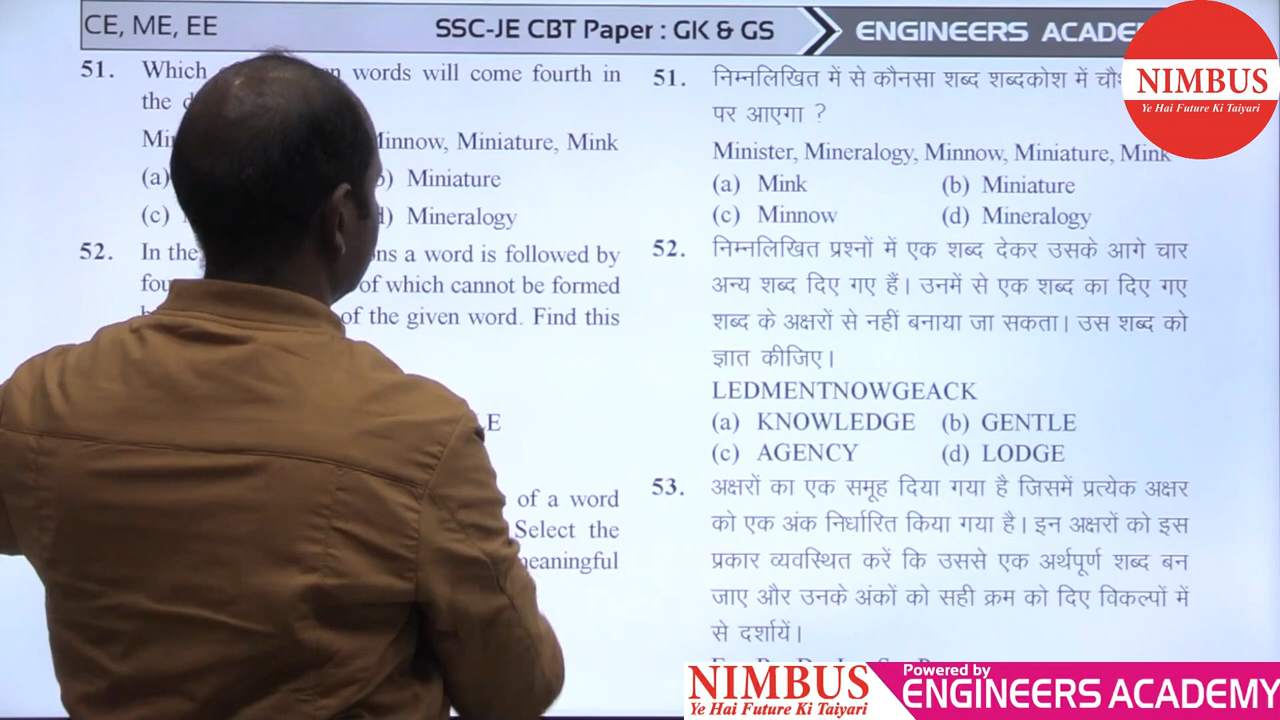 CE, ME, EE
SSC-JE CBT Paper : GK & GS
ENGINEERS
NIMBUS
Ye Hai Future Ki Taiyari
51. Which words will come fourth in
the
Minnow, Miniature, Mink
(a) Miniature
(c) (d) Mineralogy
52. In the a word is followed by
of which cannot be formed
of the given word. Find this
of a word
Select the
51. निम्नलिखित में से कौनसा शब्द शब्दकोश में
पर आएगा ?
Minister, Mineralogy, Minnow, Miniature, Mink
(a) Mink (b) Miniature
(c) Minnow (d) Mineralogy
52. निम्नलिखित प्रश्नों में एक शब्द देकर उसके आगे चार
अन्य शब्द दिए गए हैं। उनमें से एक शब्द का दिए गए
शब्द के अक्षरों से नहीं बनाया जा सकता। उस शब्द को
ज्ञात कीजिए।
LEDMENTNOWGEACK
(a) KNOWLEDGE (b) GENTLE
(c) AGENCY (d) LODGE
53. अक्षरों का एक समूह दिया गया है जिसमें प्रत्येक अक्षर
को एक अंक निर्धारित किया गया है। इन अक्षरों को इस
प्रकार व्यवस्थित करें कि उससे एक अर्थपूर्ण शब्द बन
जाए और उनके अंकों को सही क्रम को दिए विकल्पों में
से दर्शायें।
NIMBUS
Ye Hai Future Ki Taiyari
Powered by
ENGINEERS ACADEMY